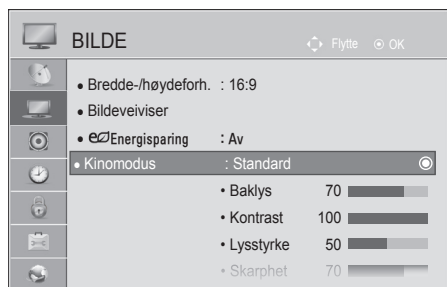 BILDE
Flytte OK
• Bredde-/høydeforh. : 16:9
• Bildeveiviser
• eco Energisparing : Av
• Kinomodus : Standard
• Baklys 70
• Kontrast 100
• Lysstyrke 50
• Skarphet 70